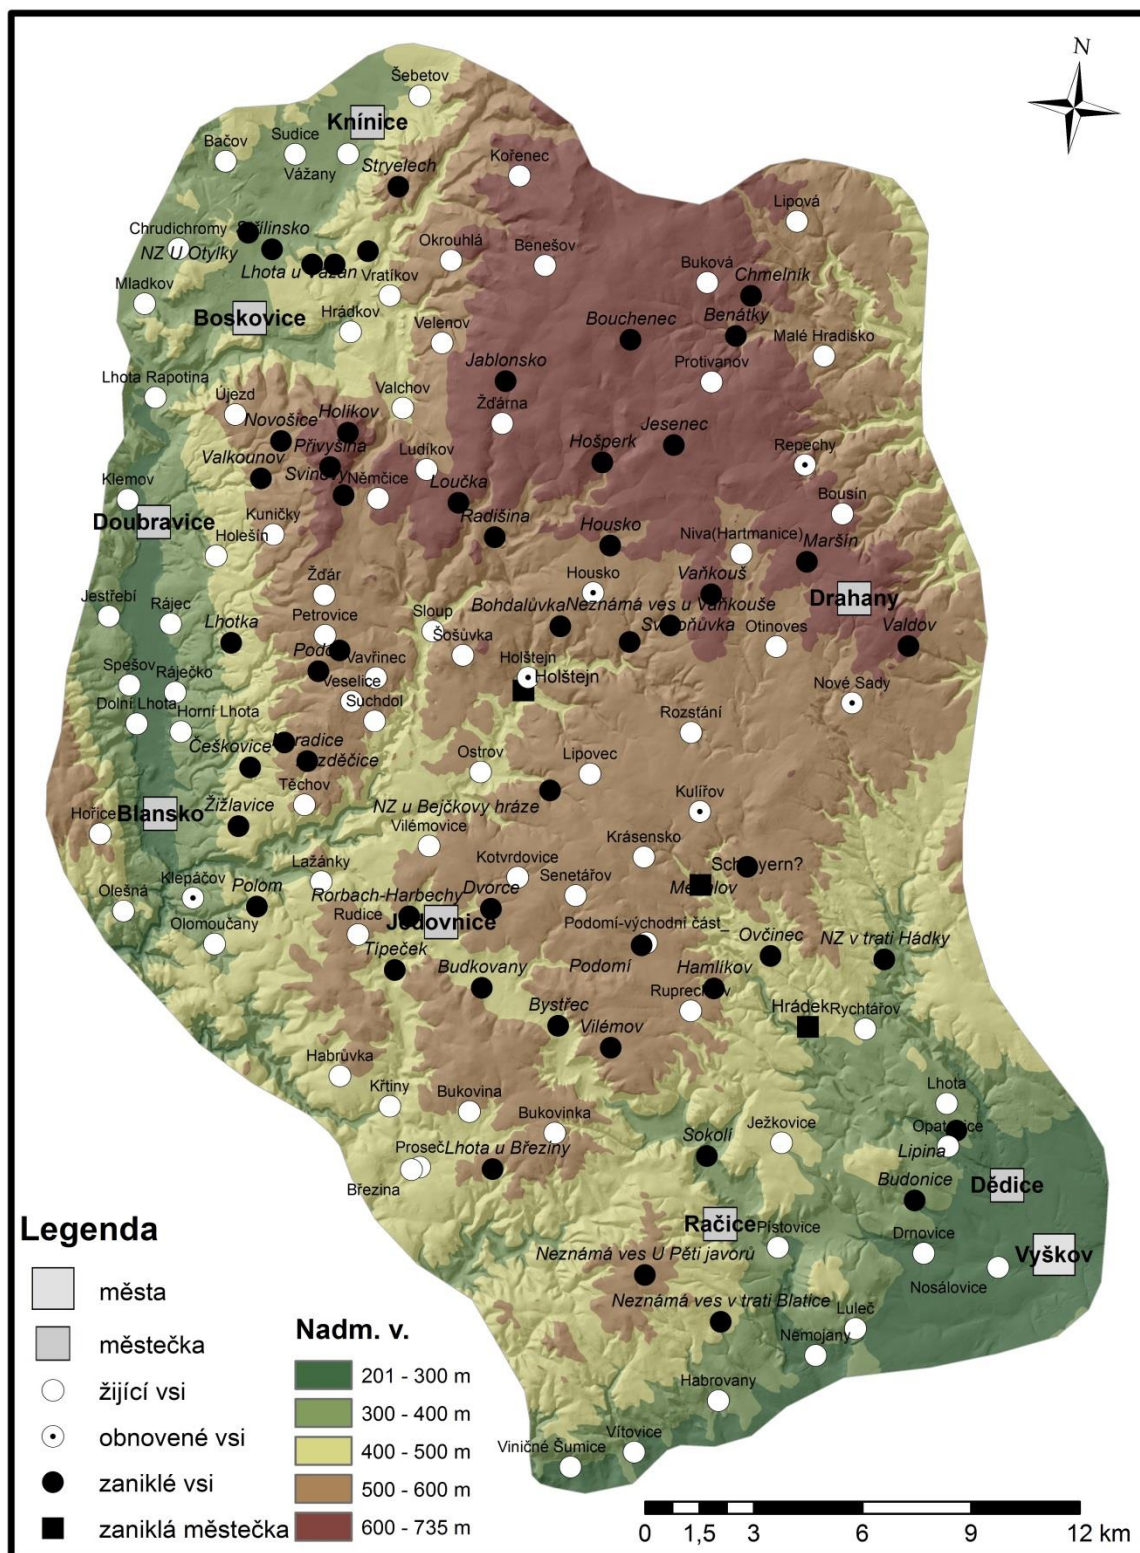 N
Šebetov
Knínice
Sudice
Bačov
Vážany
Stryelech
Kořenec
Lipová
Chrudichromy
NZ U Otylky
Okrouhlá
Benešov
Buková
Chmelník
Vratíkov
Mladkov
Boskovice
Hrádkov
Velenov
Bouchenec
Benátky
Malé Hradisko
Protivanov
Jablonsko
Lhota Rapotina
Valchov
Újezd
Žďárna
Novošice
Holíkov
Jesenec
Přivyšina
Hošperk
Repechy
Valkounov
Ludíkov
Svinovy
Němčice
Loučka
Klemov
Bousín
Doubravice
Kuničky
Radišina
Housko
Niva(Hartmanice)
Holešín
Maršín
Žďár
Housko
Vaňkouš
Drahany
Jestřebí
Rájec
Petrovice
Sloup
Bohdalůvka
Neznámá ves u Vaňkouše
Lhotka
Šošůvka
Otinoves
Valdov
Vavřinec
Holštejn
Holštejn
Spešov
Ráječko
Veselice
Nové Sady
Dolní Lhota
Horní Lhota
Suchdol
Rozstání
Češkovice
Ostrov
Lipovec
Těchov
NZ u Bejčkovy hráze
Kulířov
Žižlavice
Blansko
Hořice
Vilémovice
Krásensko
Lažánky
Kotvrdovice
Klepáčov
Polom
Rorbach-Harbechy
Dvorce
Senetářov
Olešná
Olomoučany
Rudice
Jedovnice
Podomí-východní část_
Ovčinec
NZ v trati Hádky
Típeček
Budkovany
Podomí
Hamlíkov
Bystřec
Hrádek
Rychtářov
Vilémov
Habrůvka
Křtiny
Bukovina
Bukovinka
Lhota
Ježkovice
Proseč
Lhota u Březiny
Sokolí
Lipina
Březina
Budonice
Dědice
Račice
Pístovice
Drnovice
Vyškov
Neznámá ves U Pěti javorů
Nosálovice
Neznámá ves v trati Blatice
Luleč
Nemojany
Habrovany
Vítovice
Viničné Šumice
Legenda
města
městečka
žijící vsi
obnovené vsi
zaniklé vsi
zaniklá městečka
Nadm. v.
201 - 300 m
300 - 400 m
400 - 500 m
500 - 600 m
600 - 735 m
0 1,5 3 6 9 12 km